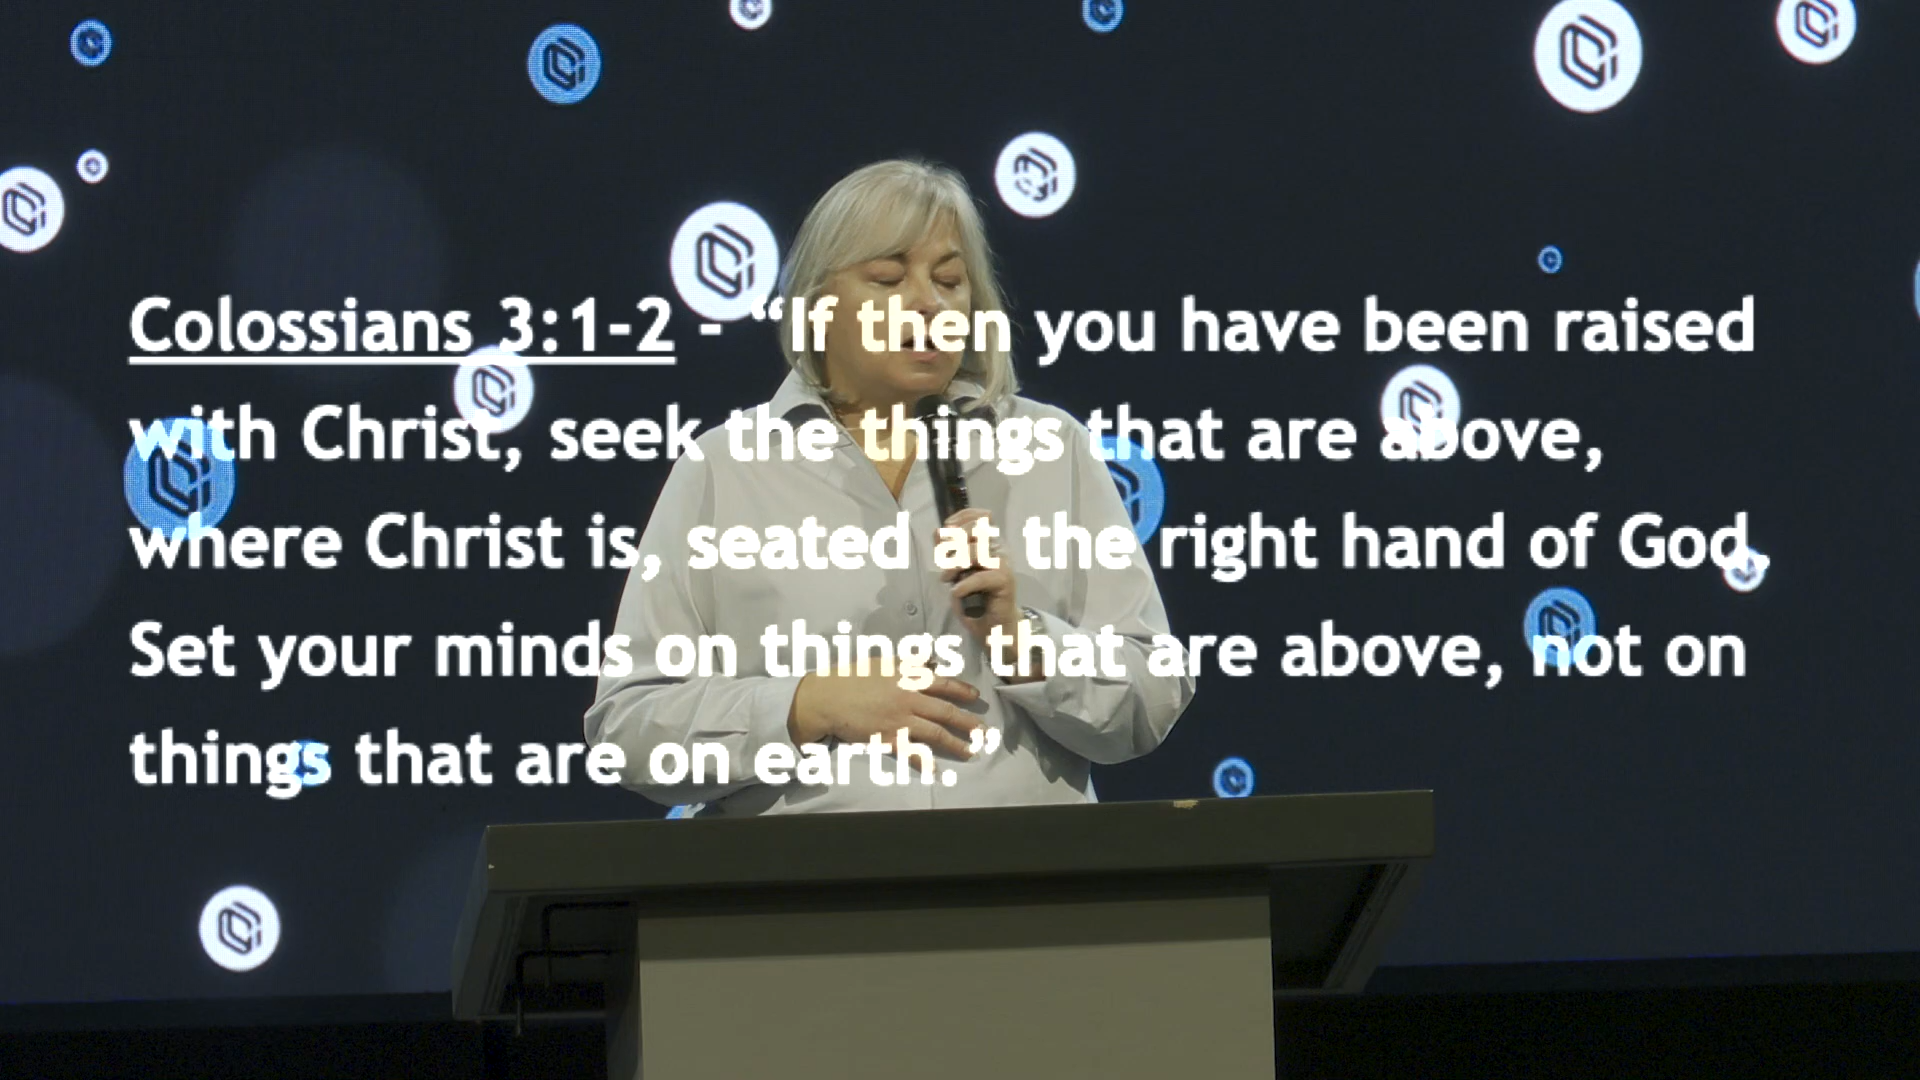 Colossians 3:1-2 - “If then you have been raised
with Christ, seek the things that are above,
where Christ is, seated at the right hand of God.
Set your minds on things that are above, not on
things that are on earth.”